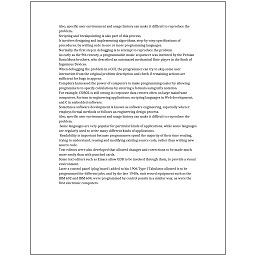 Also, specific user environment and usage history can make it difficult to reproduce the
problem.
Scripting and breakpointing is also part of this process.
It involves designing and implementing algorithms, step-by-step specifications of
procedures, by writing code in one or more programming languages.
Normally the first step in debugging is to attempt to reproduce the problem.
As early as the 9th century, a programmable music sequencer was invented by the Persian
Banu Musa brothers, who described an automated mechanical flute player in the Book of
Ingenious Devices.
When debugging the problem in a GUI, the programmer can try to skip some user
interaction from the original problem description and check if remaining actions are
sufficient for bugs to appear.
Compilers harnessed the power of computers to make programming easier by allowing
programmers to specify calculations by entering a formula using infix notation.
For example, COBOL is still strong in corporate data centers often on large mainframe
computers, Fortran in engineering applications, scripting languages in Web development,
and C in embedded software.
Sometimes software development is known as software engineering, especially when it
employs formal methods or follows an engineering design process.
Also, specific user environment and usage history can make it difficult to reproduce the
problem.
Some languages are very popular for particular kinds of applications, while some languages
are regularly used to write many different kinds of applications.
Readability is important because programmers spend the majority of their time reading,
trying to understand, reusing and modifying existing source code, rather than writing new
source code.
Text editors were also developed that allowed changes and corrections to be made much
more easily than with punched cards.
Some text editors such as Emacs allow GDB to be invoked through them, to provide a visual
environment.
Later a control panel (plug board) added to his 1906 Type I Tabulator allowed it to be
programmed for different jobs, and by the late 1940s, unit record equipment such as the
IBM 602 and IBM 604, were programmed by control panels in a similar way, as were the
first electronic computers.